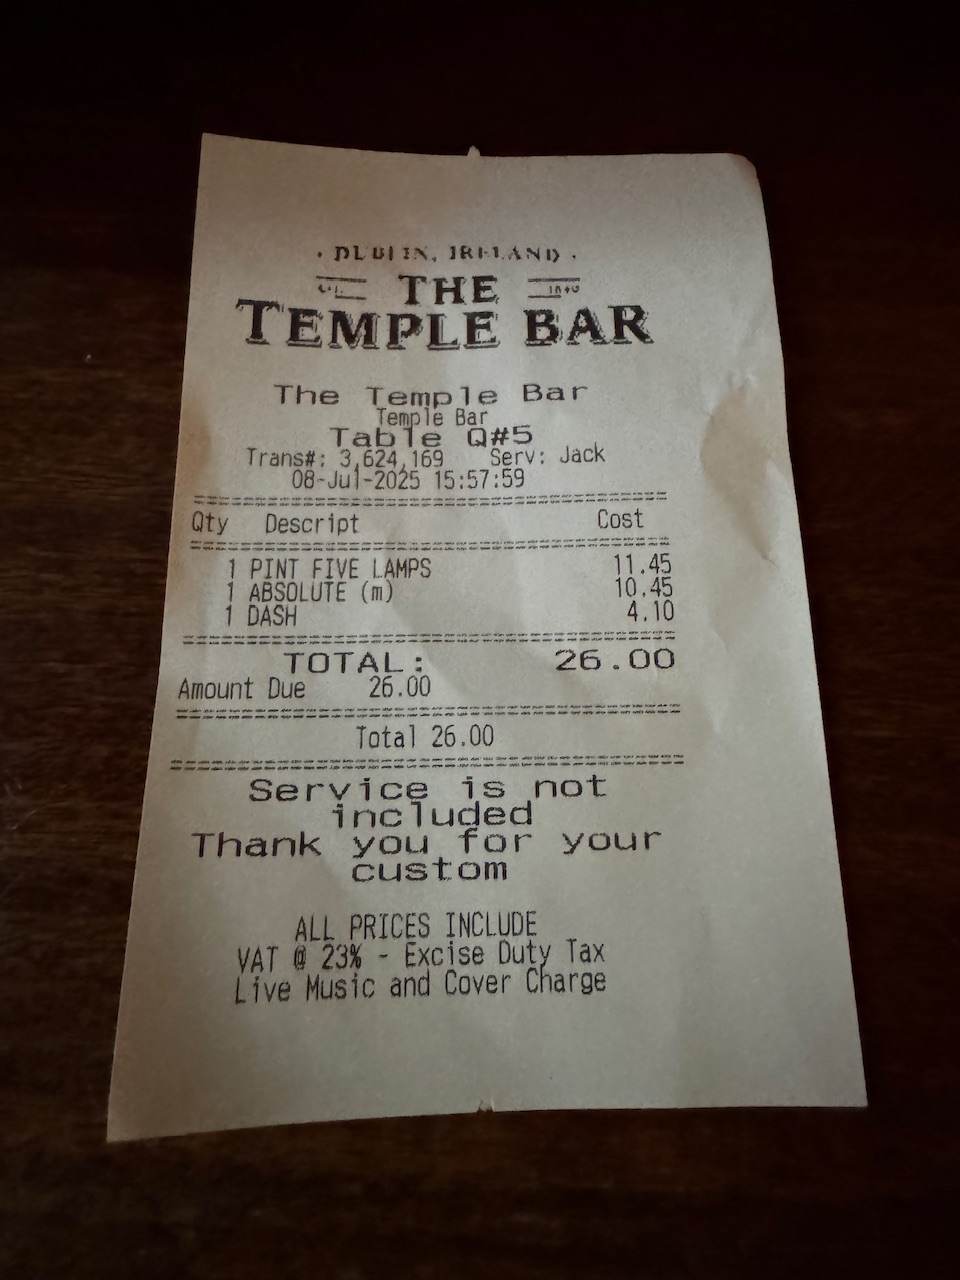 · DUBLIN, IRELAND ·
THE
TEMPLE BAR
The Temple Bar
Temple Bar
Table Q#5
Trans#: 3,624,169 Serv: Jack
08-Jul-2025 15:57:59
Qty Descript Cost
1 PINT FIVE LAMPS 11.45
1 ABSOLUTE (m) 10.45
1 DASH 4.10
TOTAL: 26.00
Amount Due 26.00
Total 26.00
Service is not
included
Thank you for your
custom
ALL PRICES INCLUDE
VAT @ 23% - Excise Duty Tax
Live Music and Cover Charge